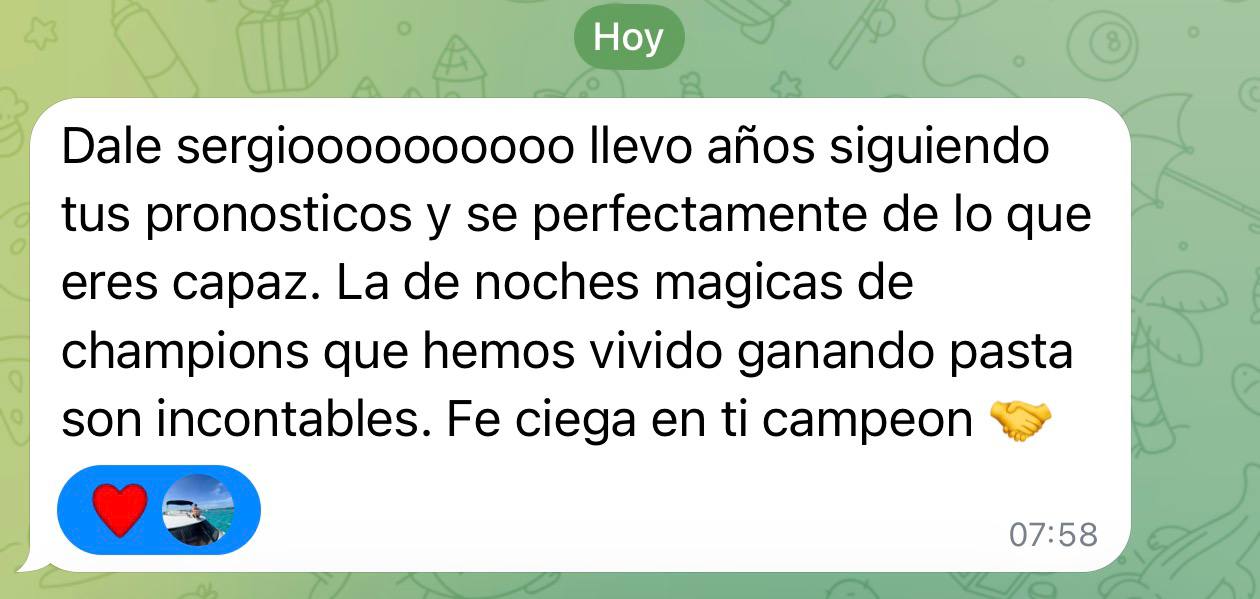 Hoy
Dale sergioooooooooo llevo años siguiendo
tus pronosticos y se perfectamente de lo que
eres capaz. La de noches magicas de
champions que hemos vivido ganando pasta
son incontables. Fe ciega en ti campeon 🤝
07:58